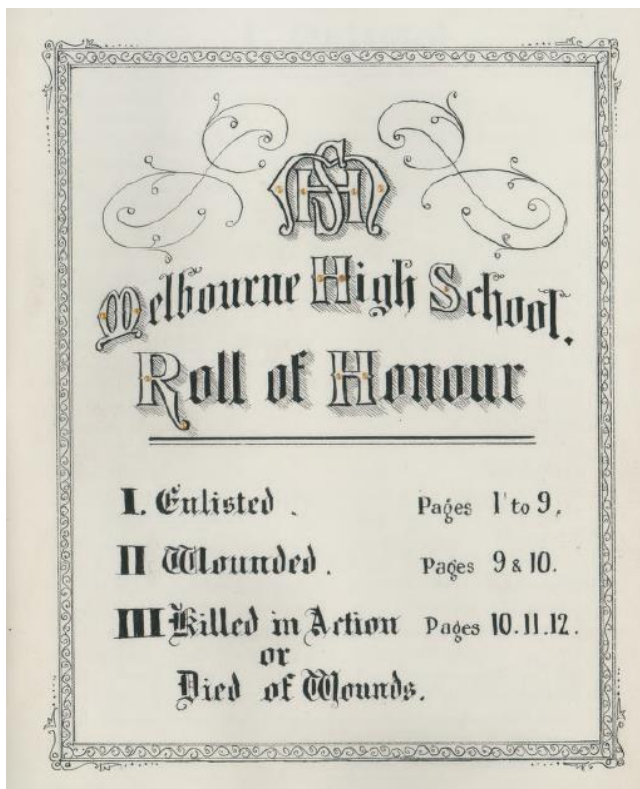 MHS
Melbourne High School.
Roll of Honour
I. Enlisted. Pages 1 to 9.
II Wounded. Pages 9 & 10.
III Killed in Action Pages 10.11.12.
or
Died of Wounds.